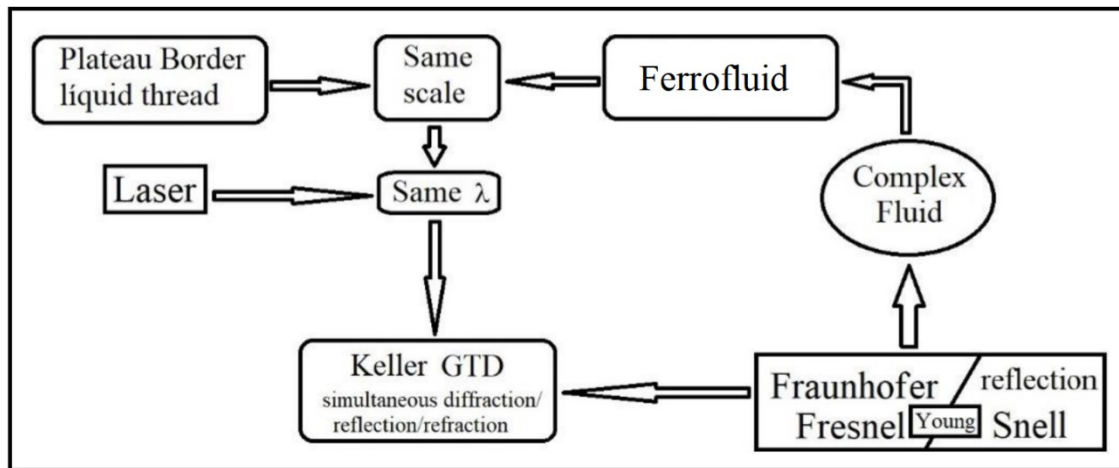 Plateau Border
líquid thread
Same
scale
Ferrofluid
Laser
Same λ
Complex
Fluid
Keller GTD
simultaneous diffraction/
reflection/refraction
Fraunhofer
Fresnel
Young
reflection
Snell